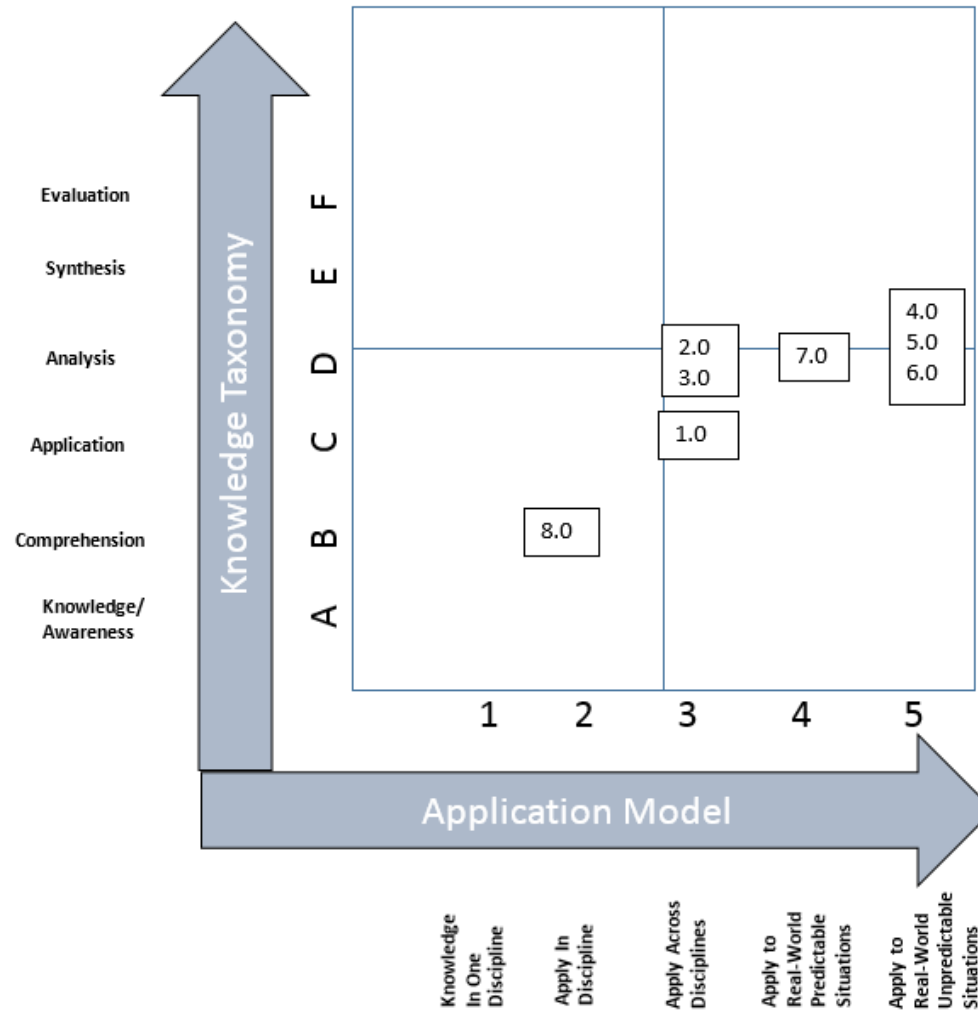 Evaluation
Synthesis
Analysis
Application
Comprehension
Knowledge/
Awareness
Knowledge Taxonomy
F
E
D
C
B
A
4.0
5.0
6.0
2.0
3.0
7.0
1.0
8.0
1 2 3 4 5
Application Model
Knowledge
In One
Discipline
Apply In
Discipline
Apply Across
Disciplines
Apply to
Real-World
Predictable
Situations
Apply to
Real-World
Unpredictable
Situations